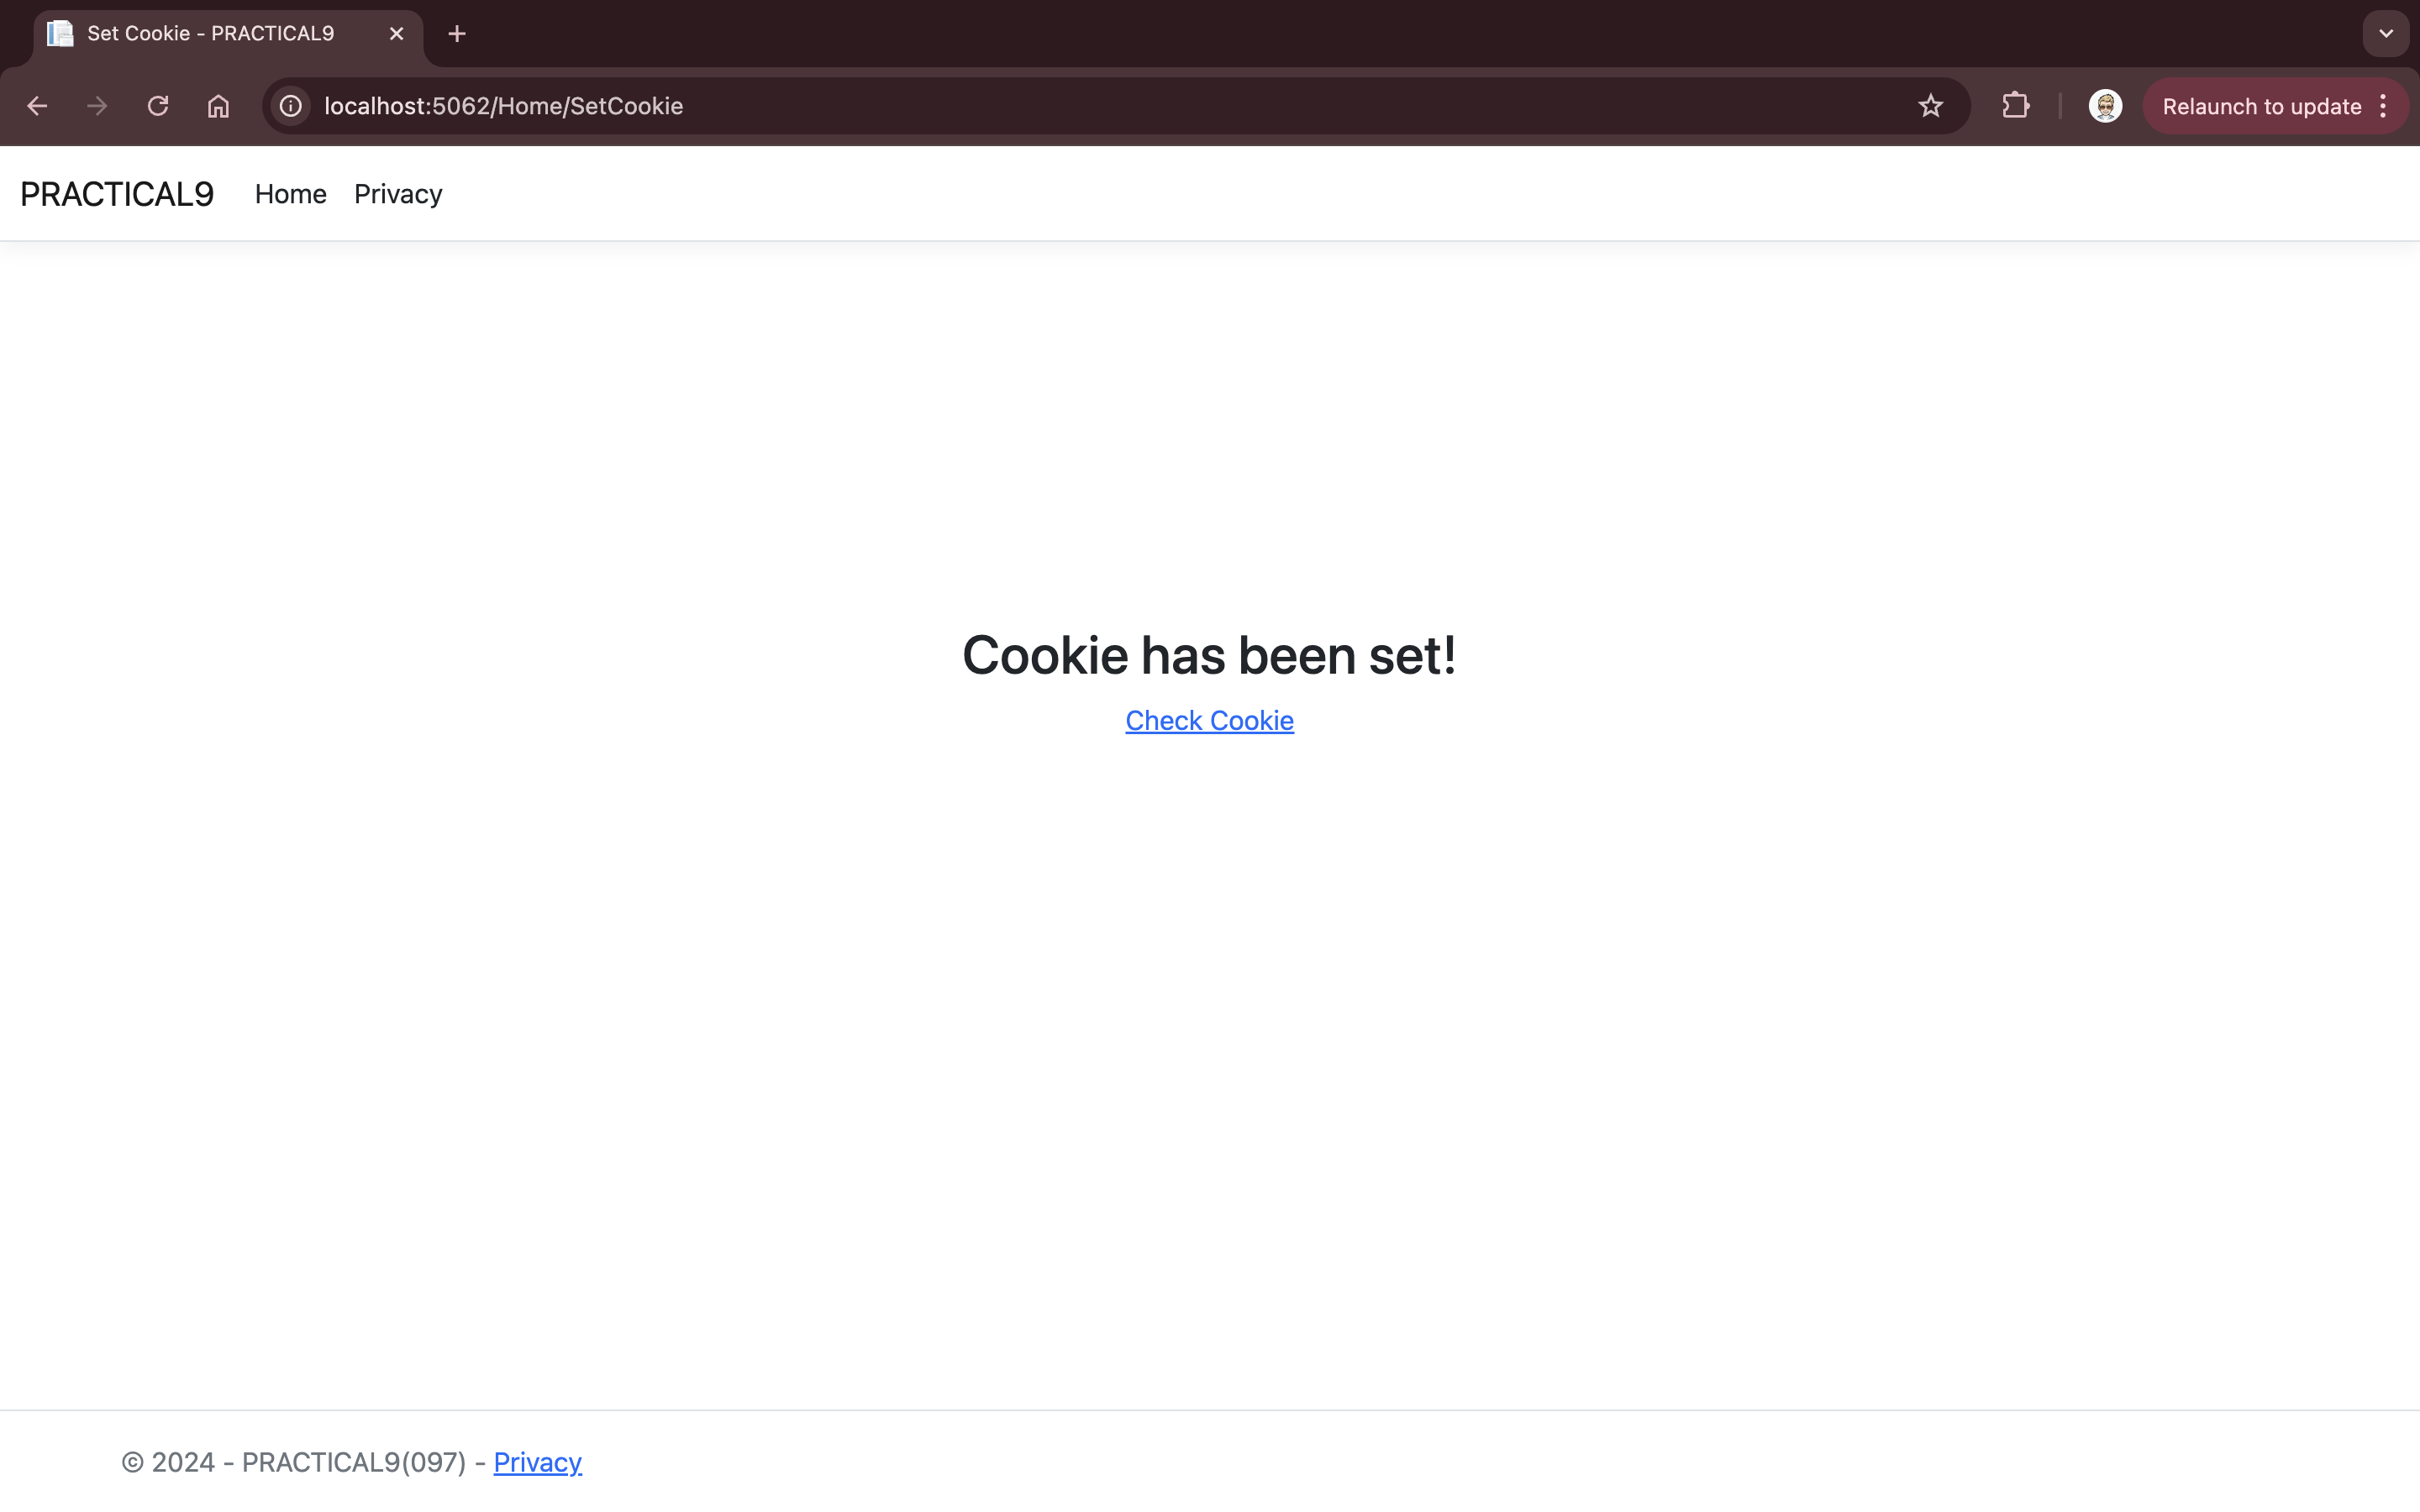 Set Cookie - PRACTICAL9
localhost:5062/Home/SetCookie
Relaunch to update
PRACTICAL9 Home Privacy
Cookie has been set!
Check Cookie
© 2024 - PRACTICAL9(097) - Privacy